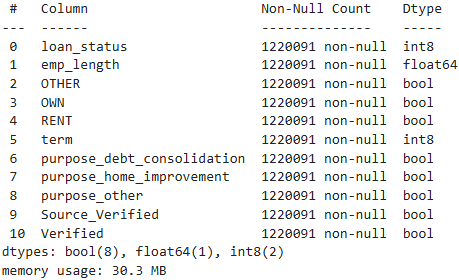 #   Column                      Non-Null Count    Dtype
---  ------                      --------------    -----
 0   loan_status                 1220091 non-null  int8
 1   emp_length                  1220091 non-null  float64
 2   OTHER                       1220091 non-null  bool
 3   OWN                         1220091 non-null  bool
 4   RENT                        1220091 non-null  bool
 5   term                        1220091 non-null  int8
 6   purpose_debt_consolidation  1220091 non-null  bool
 7   purpose_home_improvement    1220091 non-null  bool
 8   purpose_other               1220091 non-null  bool
 9   Source_Verified             1220091 non-null  bool
 10  Verified                    1220091 non-null  bool
dtypes: bool(8), float64(1), int8(2)
memory usage: 30.3 MB